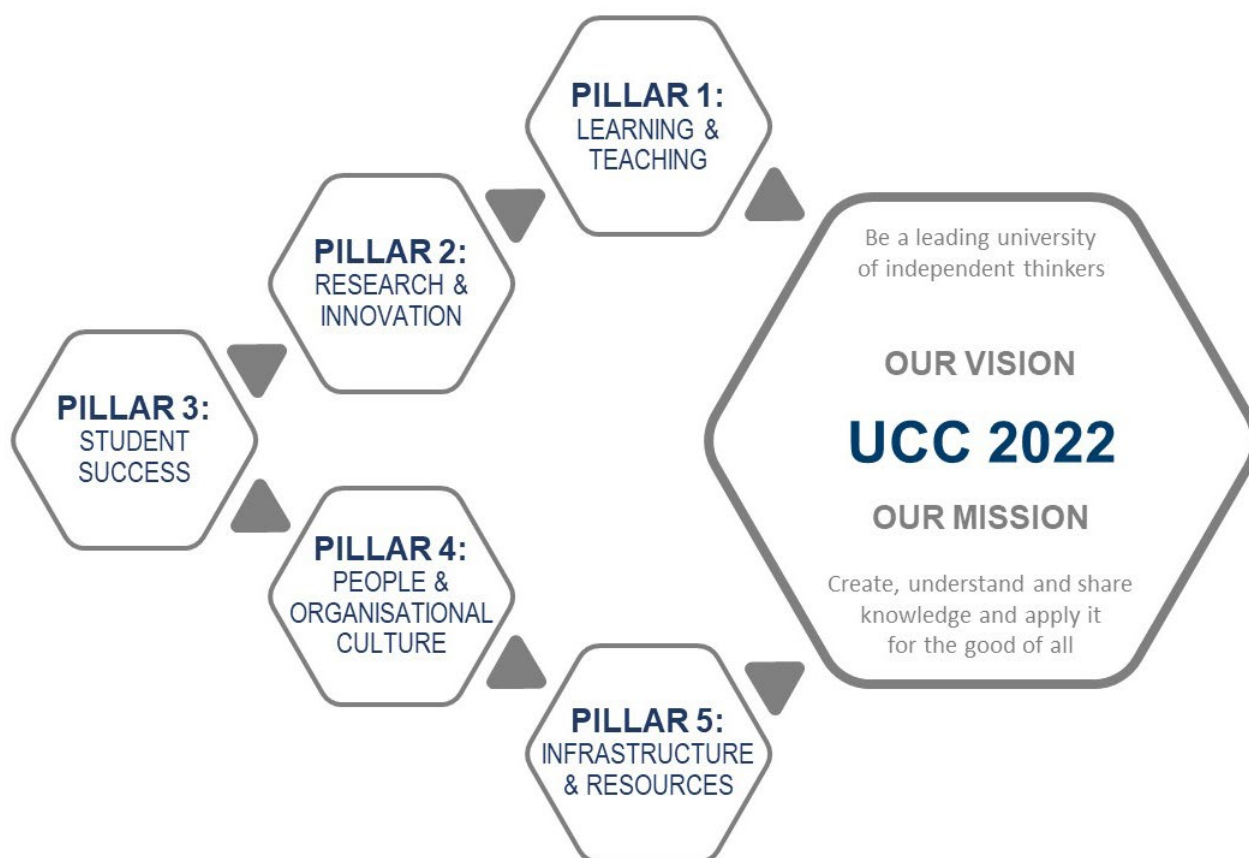 PILLAR 1:
LEARNING &
TEACHING
PILLAR 2:
RESEARCH &
INNOVATION
PILLAR 3:
STUDENT
SUCCESS
PILLAR 4:
PEOPLE &
ORGANISATIONAL
CULTURE
PILLAR 5:
INFRASTRUCTURE
& RESOURCES
Be a leading university
of independent thinkers
OUR VISION
UCC 2022
OUR MISSION
Create, understand and share
knowledge and apply it
for the good of all